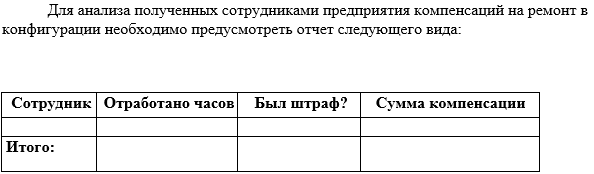 Для анализа полученных сотрудниками предприятия компенсаций на ремонт в
конфигурации необходимо предусмотреть отчет следующего вида:
Сотрудник Отработано часов Был штраф? Сумма компенсации
Итого: